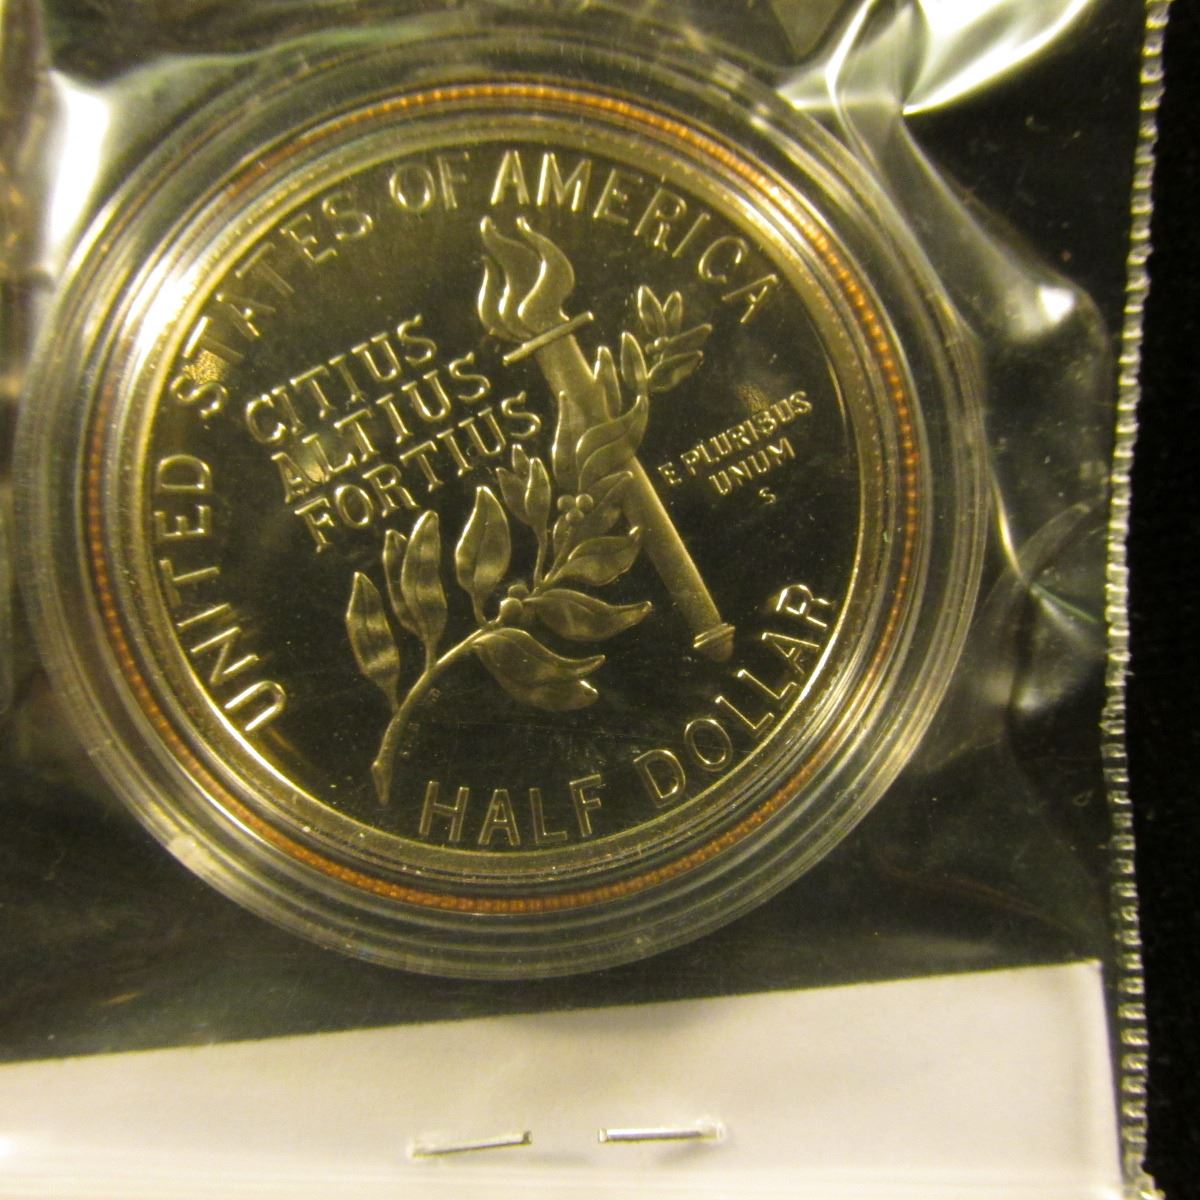 UNITED STATES OF AMERICA
CITIUS
ALTIUS
FORTIUS
E PLURIBUS
UNUM
S
HALF DOLLAR